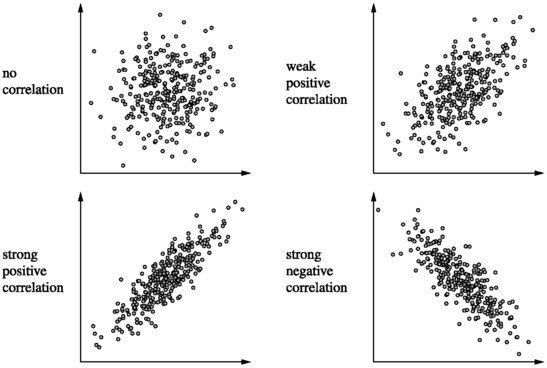 no
correlation
weak
positive
correlation
strong
positive
correlation
strong
negative
correlation